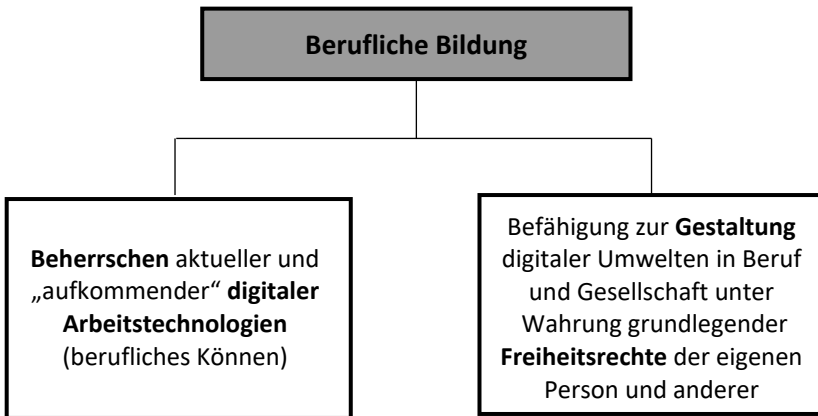 Berufliche Bildung
Beherrschen aktueller und
„aufkommender“ digitaler
Arbeitstechnologien
(berufliches Können)
Befähigung zur Gestaltung
digitaler Umwelten in Beruf
und Gesellschaft unter
Wahrung grundlegender
Freiheitsrechte der eigenen
Person und anderer